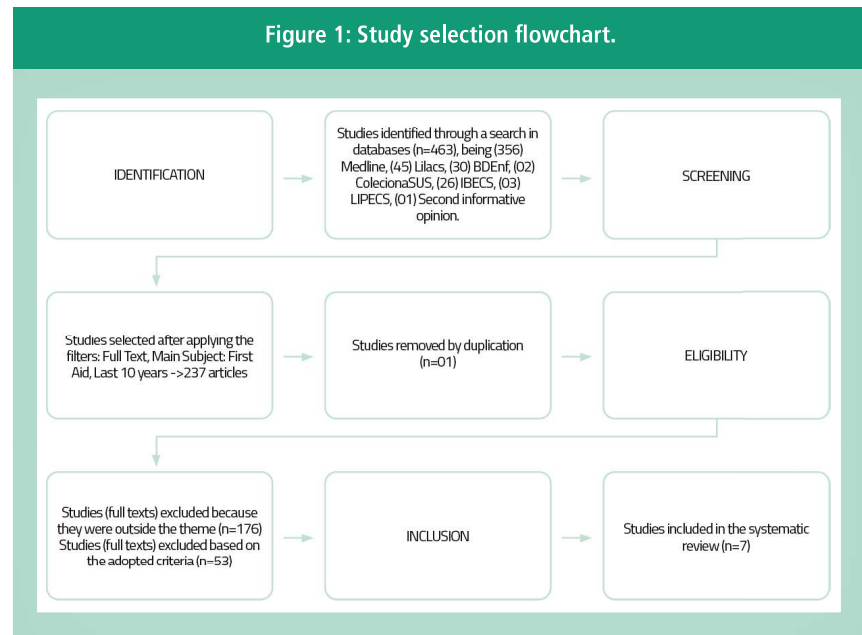 Figure 1: Study selection flowchart.
IDENTIFICATION
Studies identified through a search in
databases (n=463), being (356)
Medline, (45) Lilacs, (30) BDEnf, (02)
ColecionaSUS, (26) IBECS, (03)
LIPECS, (01) Second informative
opinion.
SCREENING
Studies selected after applying the
filters: Full Text, Main Subject: First
Aid, Last 10 years ->237 articles
Studies removed by duplication
(n=01)
ELIGIBILITY
Studies (full texts) excluded because
they were outside the theme (n=176)
Studies (full texts) excluded based on
the adopted criteria (n=53)
INCLUSION
Studies included in the systematic
review (n=7)